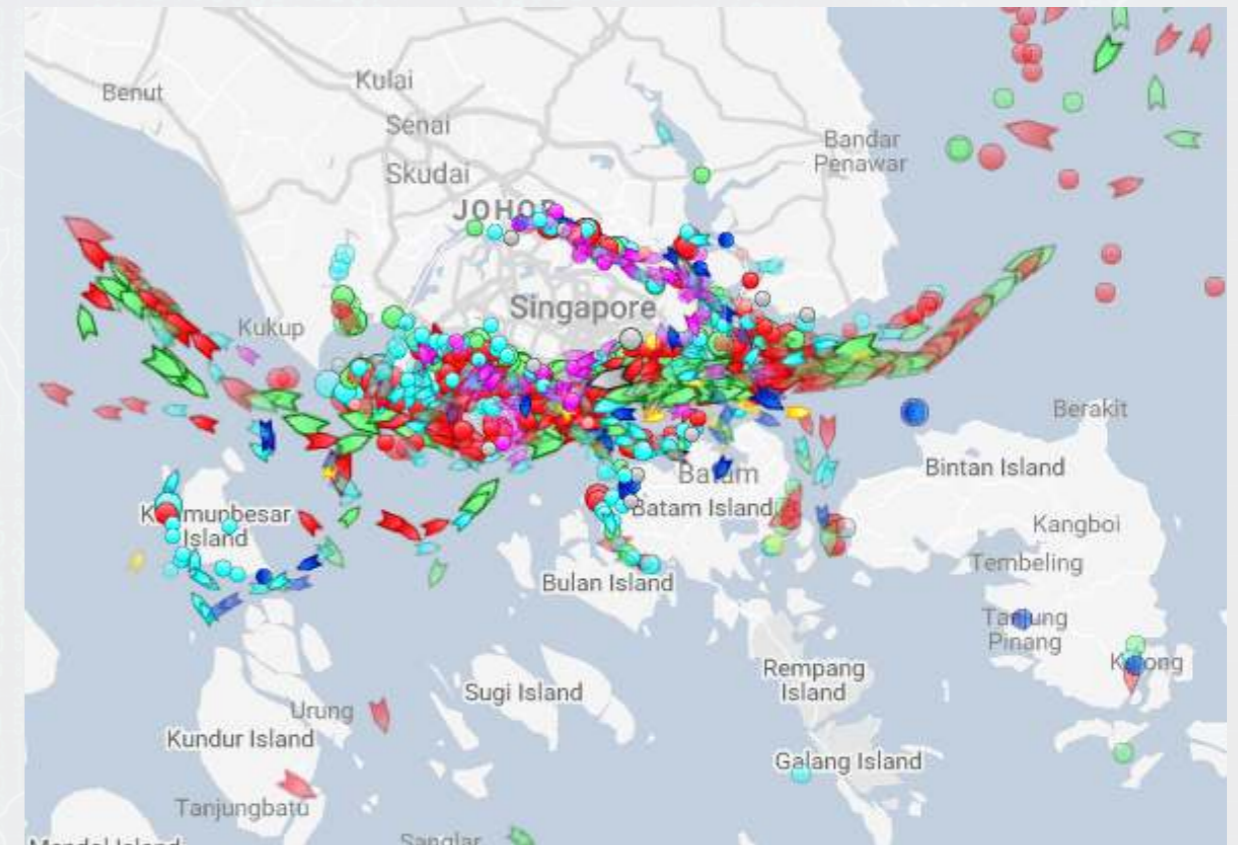 Benut
Kulai
Senai
Skudai
Bandar
Penawar
Singapore
Kukup
Berakit
Bintan Island
Batam Island
Kangboi
Island
Tembeling
Bulan Island
Pinang
Rempang
Island
Sugi Island
Urung
Kundur Island
Galang Island
Tanjungbatu